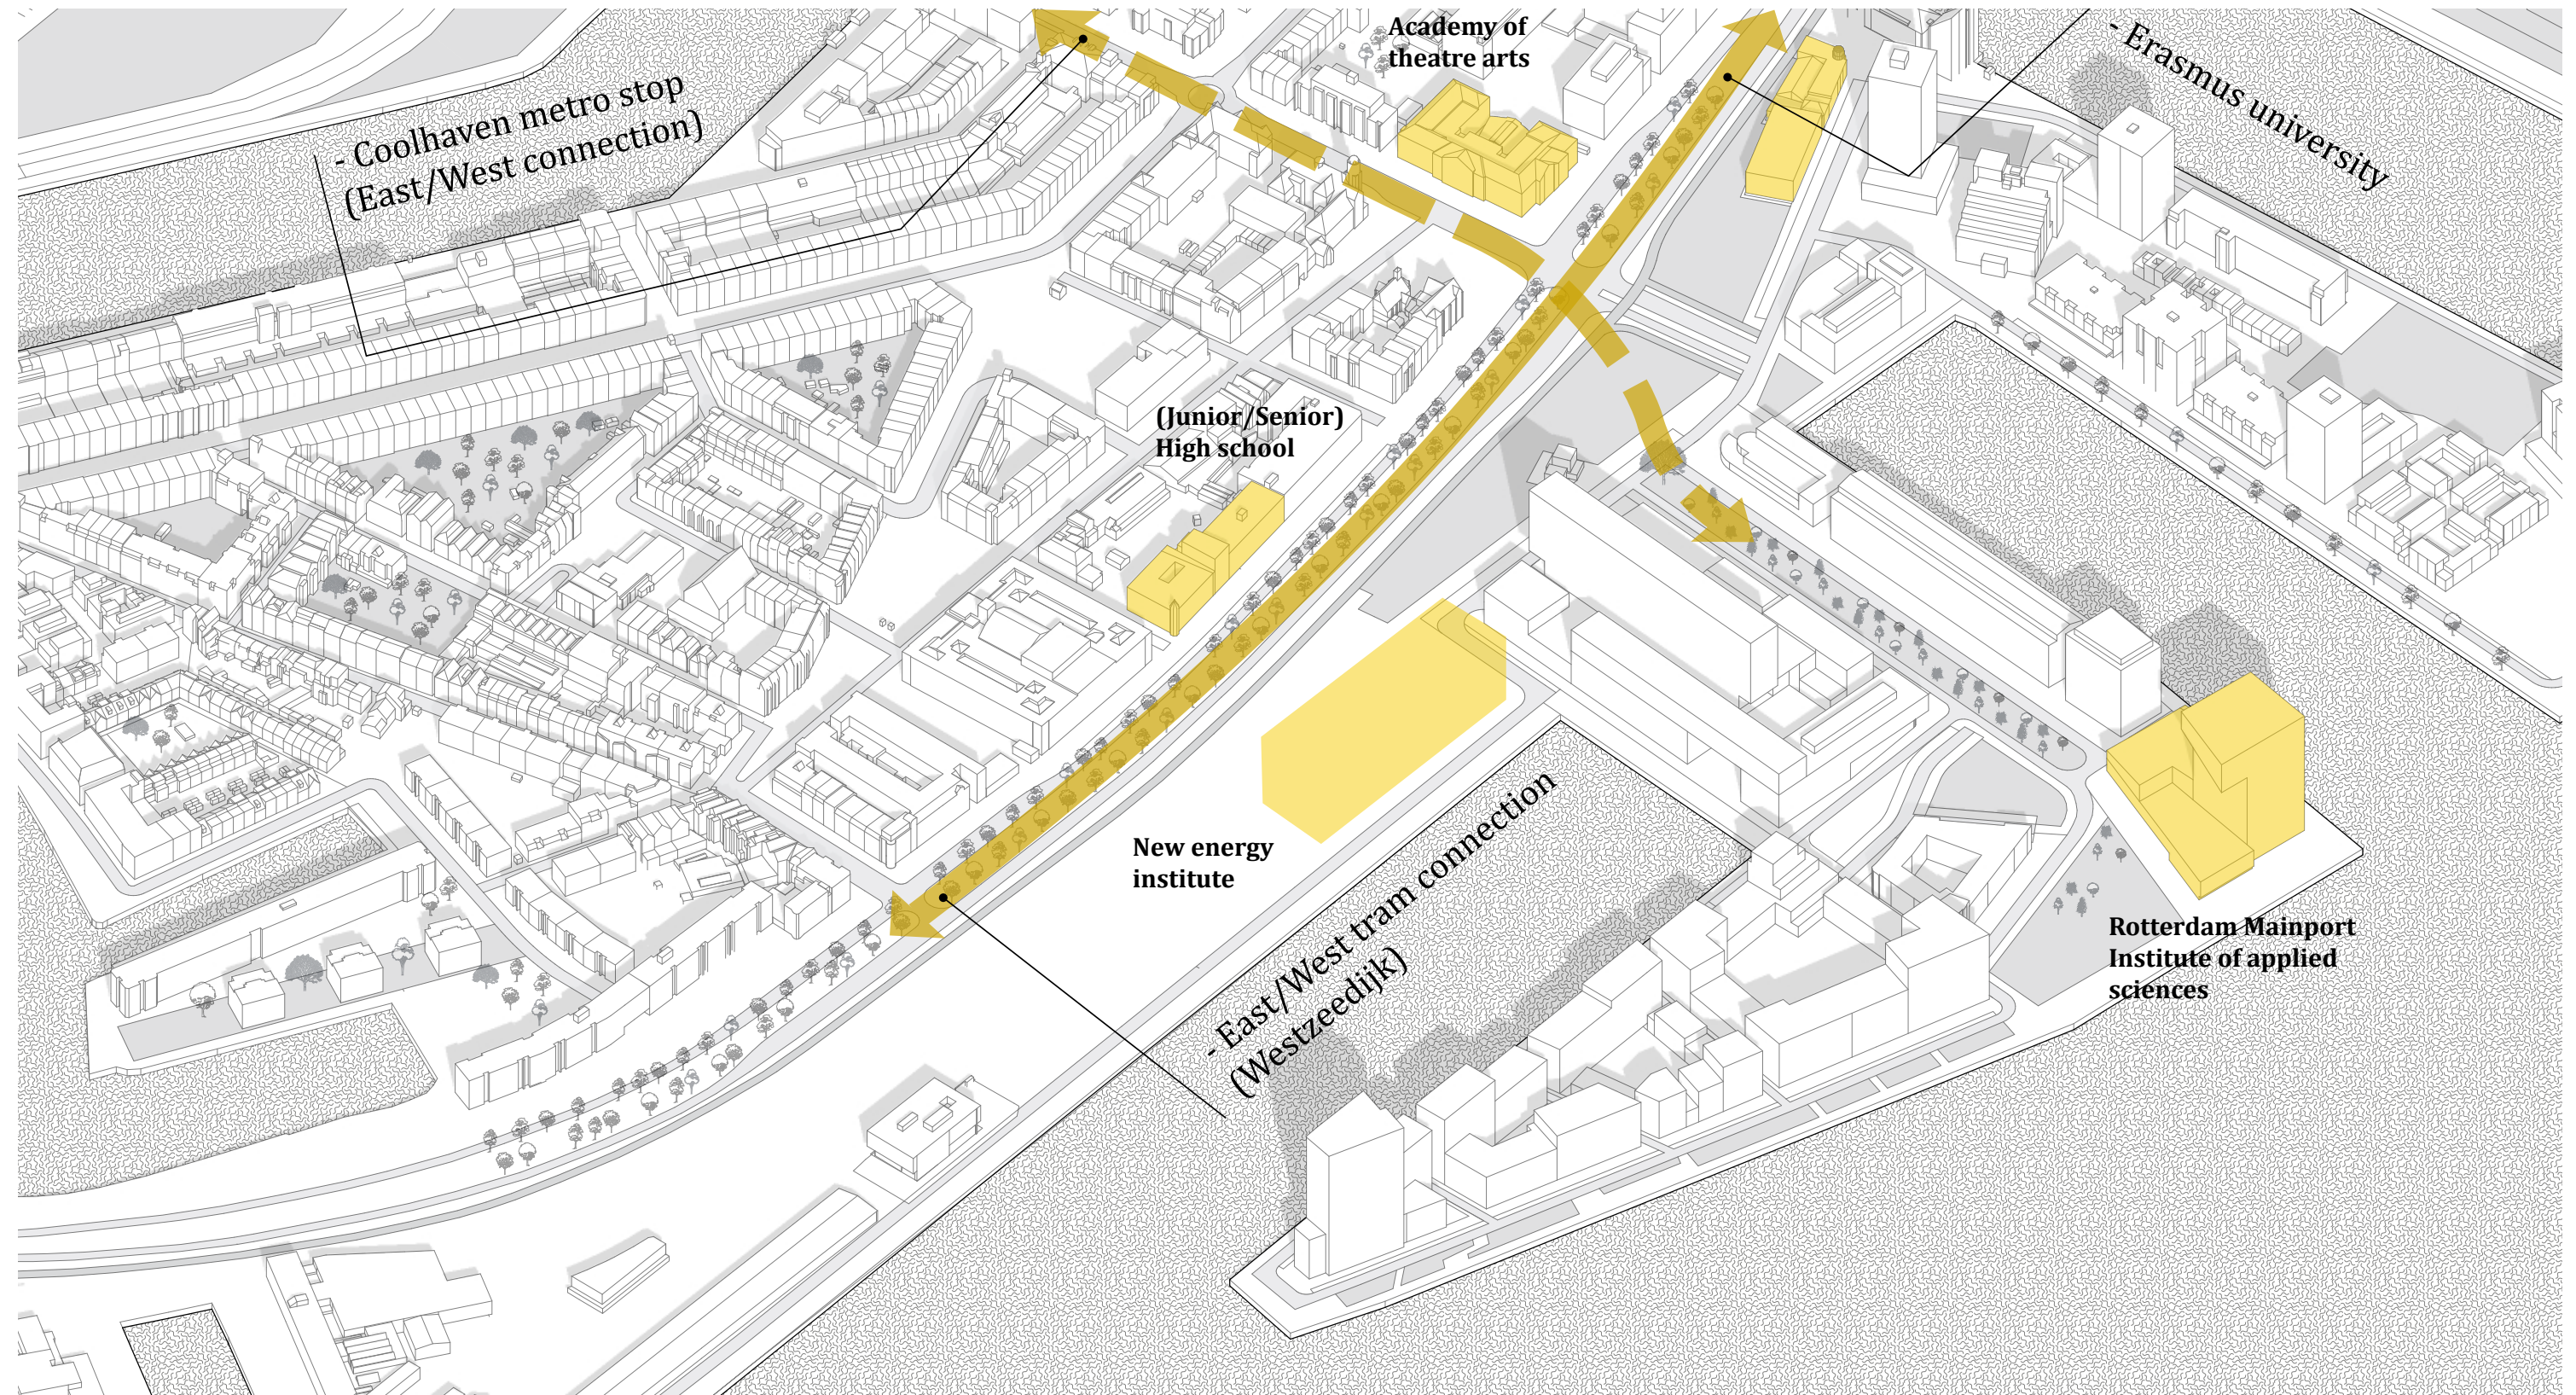 Academy of
theatre arts
- Erasmus university
- Coolhaven metro stop
(East/West connection)
(Junior/Senior)
High school
New energy
institute
- East/West tram connection
(Westzeedijk)
Rotterdam Mainport
Institute of applied
sciences